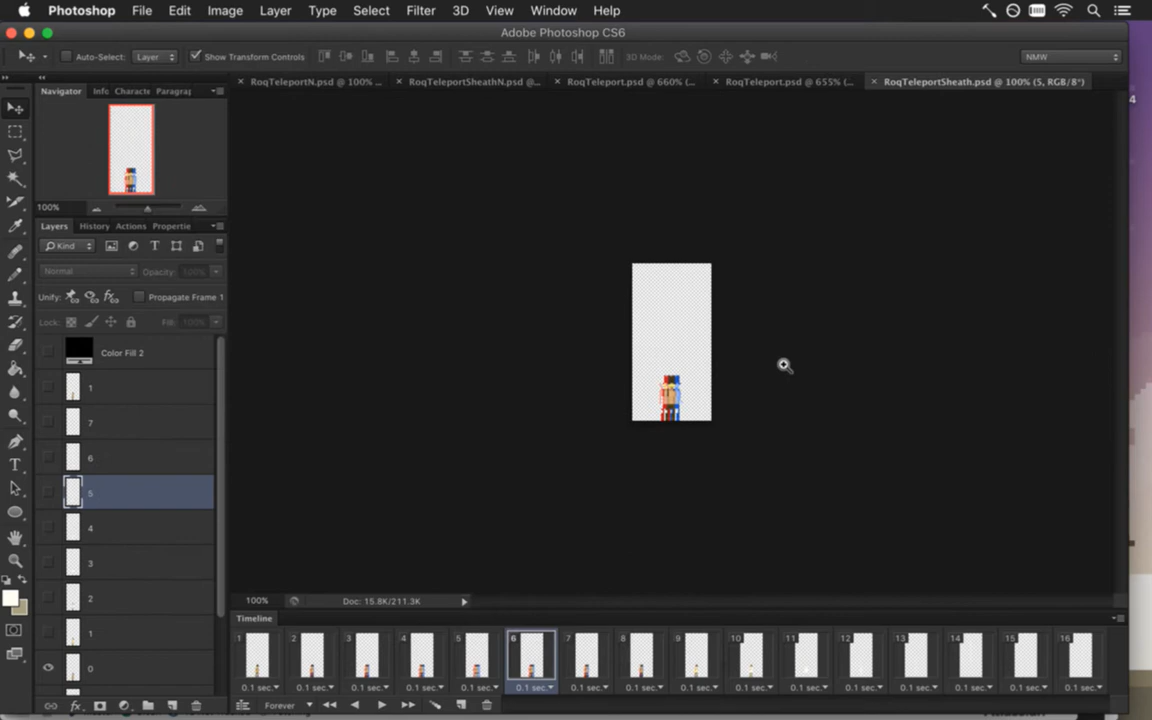 Photoshop File Edit Image Layer Type Select Filter 3D View Window Help
Adobe Photoshop CS6
Auto-Select: Layer Show Transform Controls 3D Mode: NMW
RoqTeleportN.psd @ 100% ... RoqTeleportSheathN.psd @... RoqTeleport.psd @ 660% (... RoqTeleport.psd @ 655% (... RoqTeleportSheath.psd @ 100% (5, RGB/8*)
Navigator Info Characte Paragra
4
100%
Layers History Actions Propertie
Kind
Normal Opacity: 100%
Unify: Propagate Frame 1
Lock: Fill: 100%
Color Fill 2
1
7
6
5
4
3
2
1
0
100% Doc: 15.8K/211.3K
Timeline
1 2 3 4 5 6 7 8 9 10 11 12 13 14 15 16
0.1 sec. 0.1 sec. 0.1 sec. 0.1 sec. 0.1 sec. 0.1 sec. 0.1 sec. 0.1 sec. 0.1 sec. 0.1 sec. 0.1 sec. 0.1 sec. 0.1 sec. 0.1 sec. 0.1 sec. 0.1 sec.
Forever